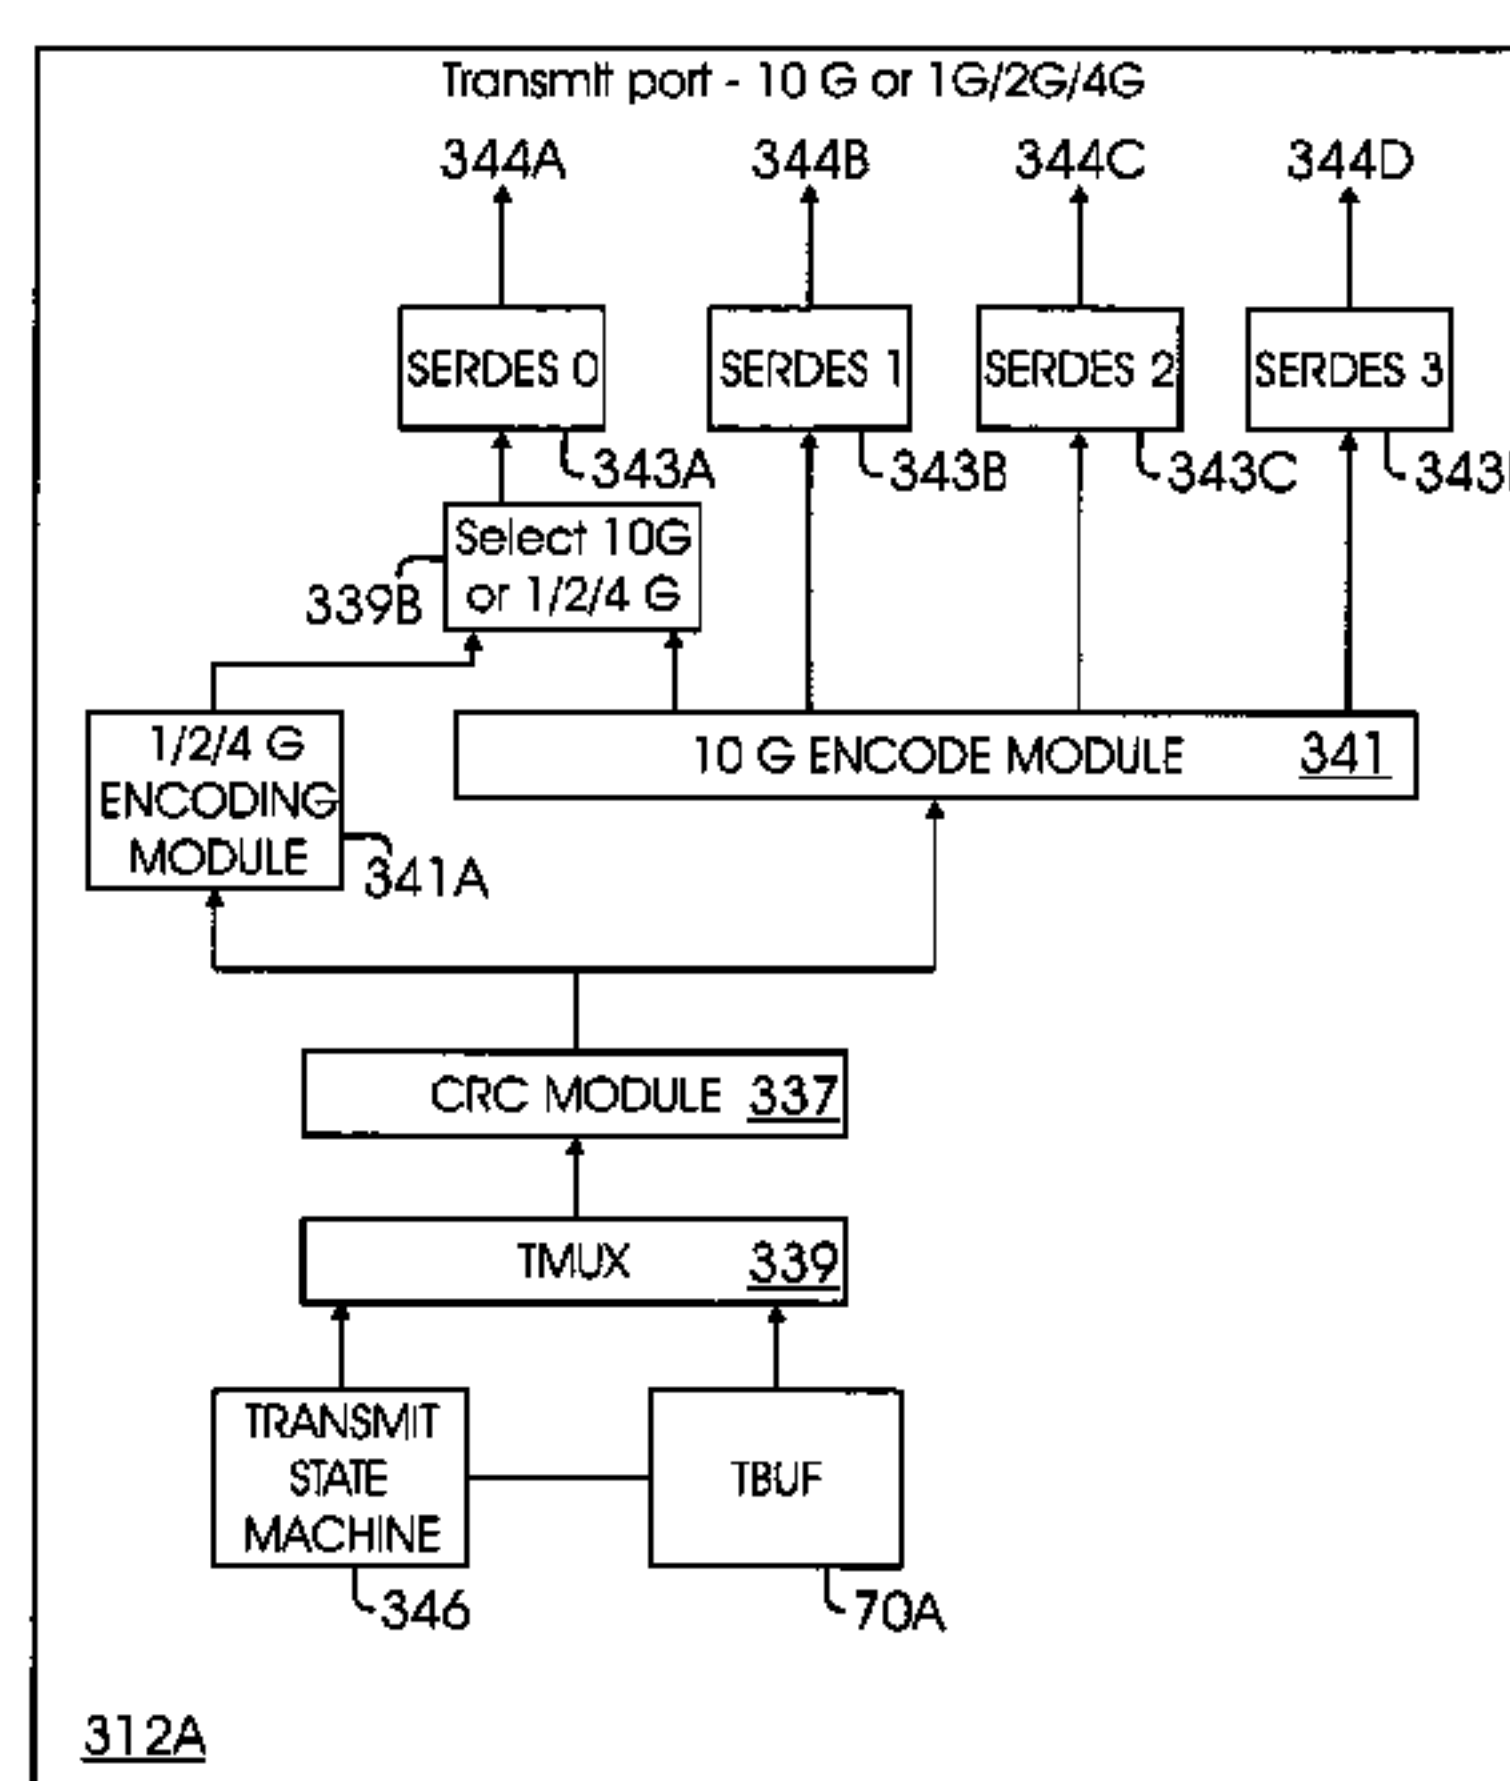 Transmit port - 10 G or 1G/2G/4G
344A 344B 344C 344D
SERDES 0 SERDES 1 SERDES 2 SERDES 3
343A 343B 343C 343
Select 10G
or 1/2/4 G
339B
1/2/4 G
ENCODING
MODULE
341A
10 G ENCODE MODULE 341
CRC MODULE 337
TMUX 339
TRANSMIT
STATE
MACHINE
346
TBUF
70A
312A